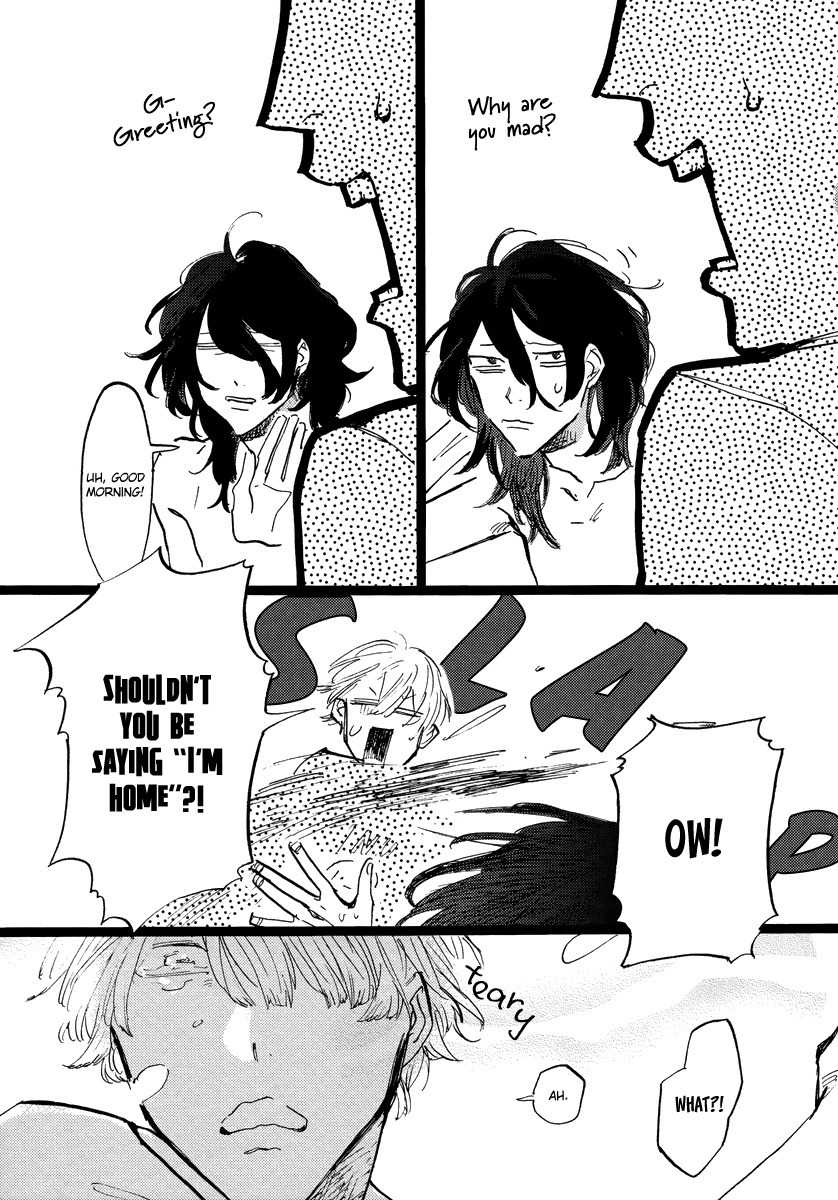 Why are
you mad?
G-
Greeting?
UH, GOOD
MORNING!
SLAP
OW!
SHOULDN'T
YOU BE
SAYING "I'M
HOME"?!
WHAT?!
AH.
teary